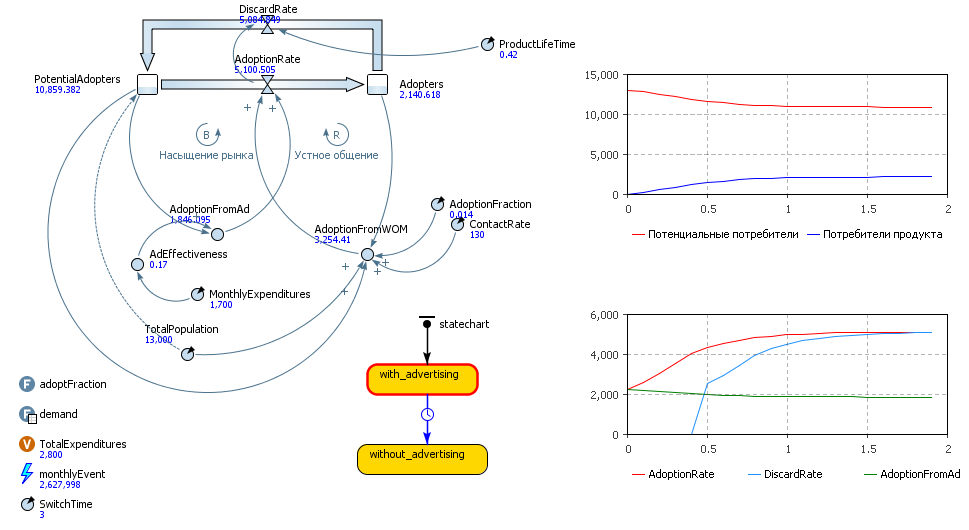 DiscardRate
5,084.849
ProductLifeTime
0.42
AdoptionRate
5,100.505
PotentialAdopters
10,859.382
Adopters
2,140.618
+
+
B
R
Насыщение рынка
Устное общение
AdoptionFromAd
1,846.095
AdoptionFraction
0.014
ContactRate
130
AdoptionFromWOM
3,254.41
AdEffectiveness
0.17
+
+
+
+
MonthlyExpenditures
1,700
TotalPopulation
13,000
statechart
with_advertising
without_advertising
F adoptFraction
F demand
V TotalExpenditures
2,800
monthlyEvent
2,627,998
SwitchTime
3
15,000
10,000
5,000
0
0 0.5 1 1.5 2
Потенциальные потребители Потребители продукта
6,000
4,000
2,000
0
0 0.5 1 1.5 2
AdoptionRate DiscardRate AdoptionFromAd